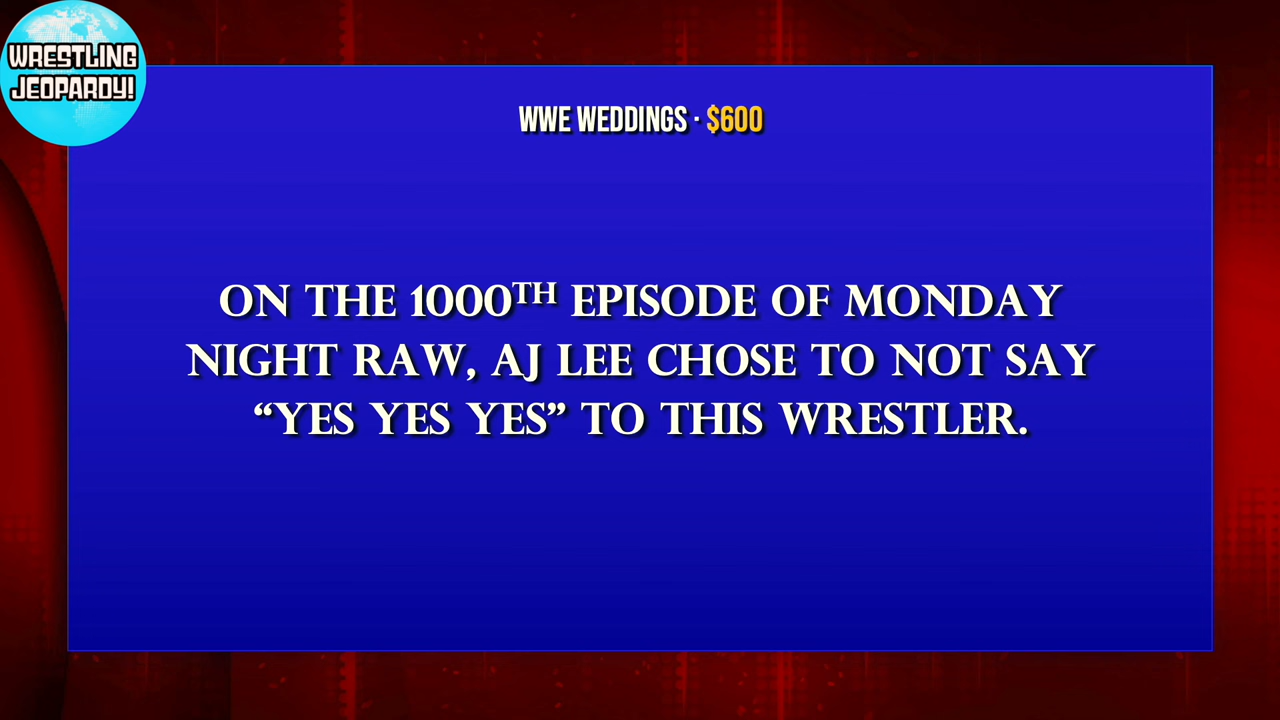 WRESTLING
JEOPARDY!
WWE WEDDINGS · $600
ON THE 1000TH EPISODE OF MONDAY
NIGHT RAW, AJ LEE CHOSE TO NOT SAY
“YES YES YES” TO THIS WRESTLER.